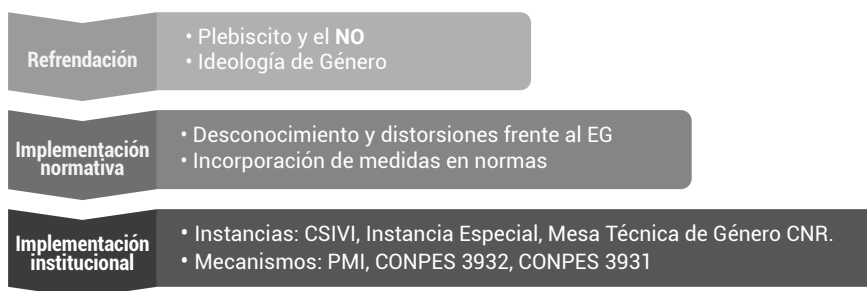 Refrendación
• Plebiscito y el NO
• Ideología de Género
Implementación
normativa
• Desconocimiento y distorsiones frente al EG
• Incorporación de medidas en normas
Implementación
institucional
• Instancias: CSIVI, Instancia Especial, Mesa Técnica de Género CNR.
• Mecanismos: PMI, CONPES 3932, CONPES 3931